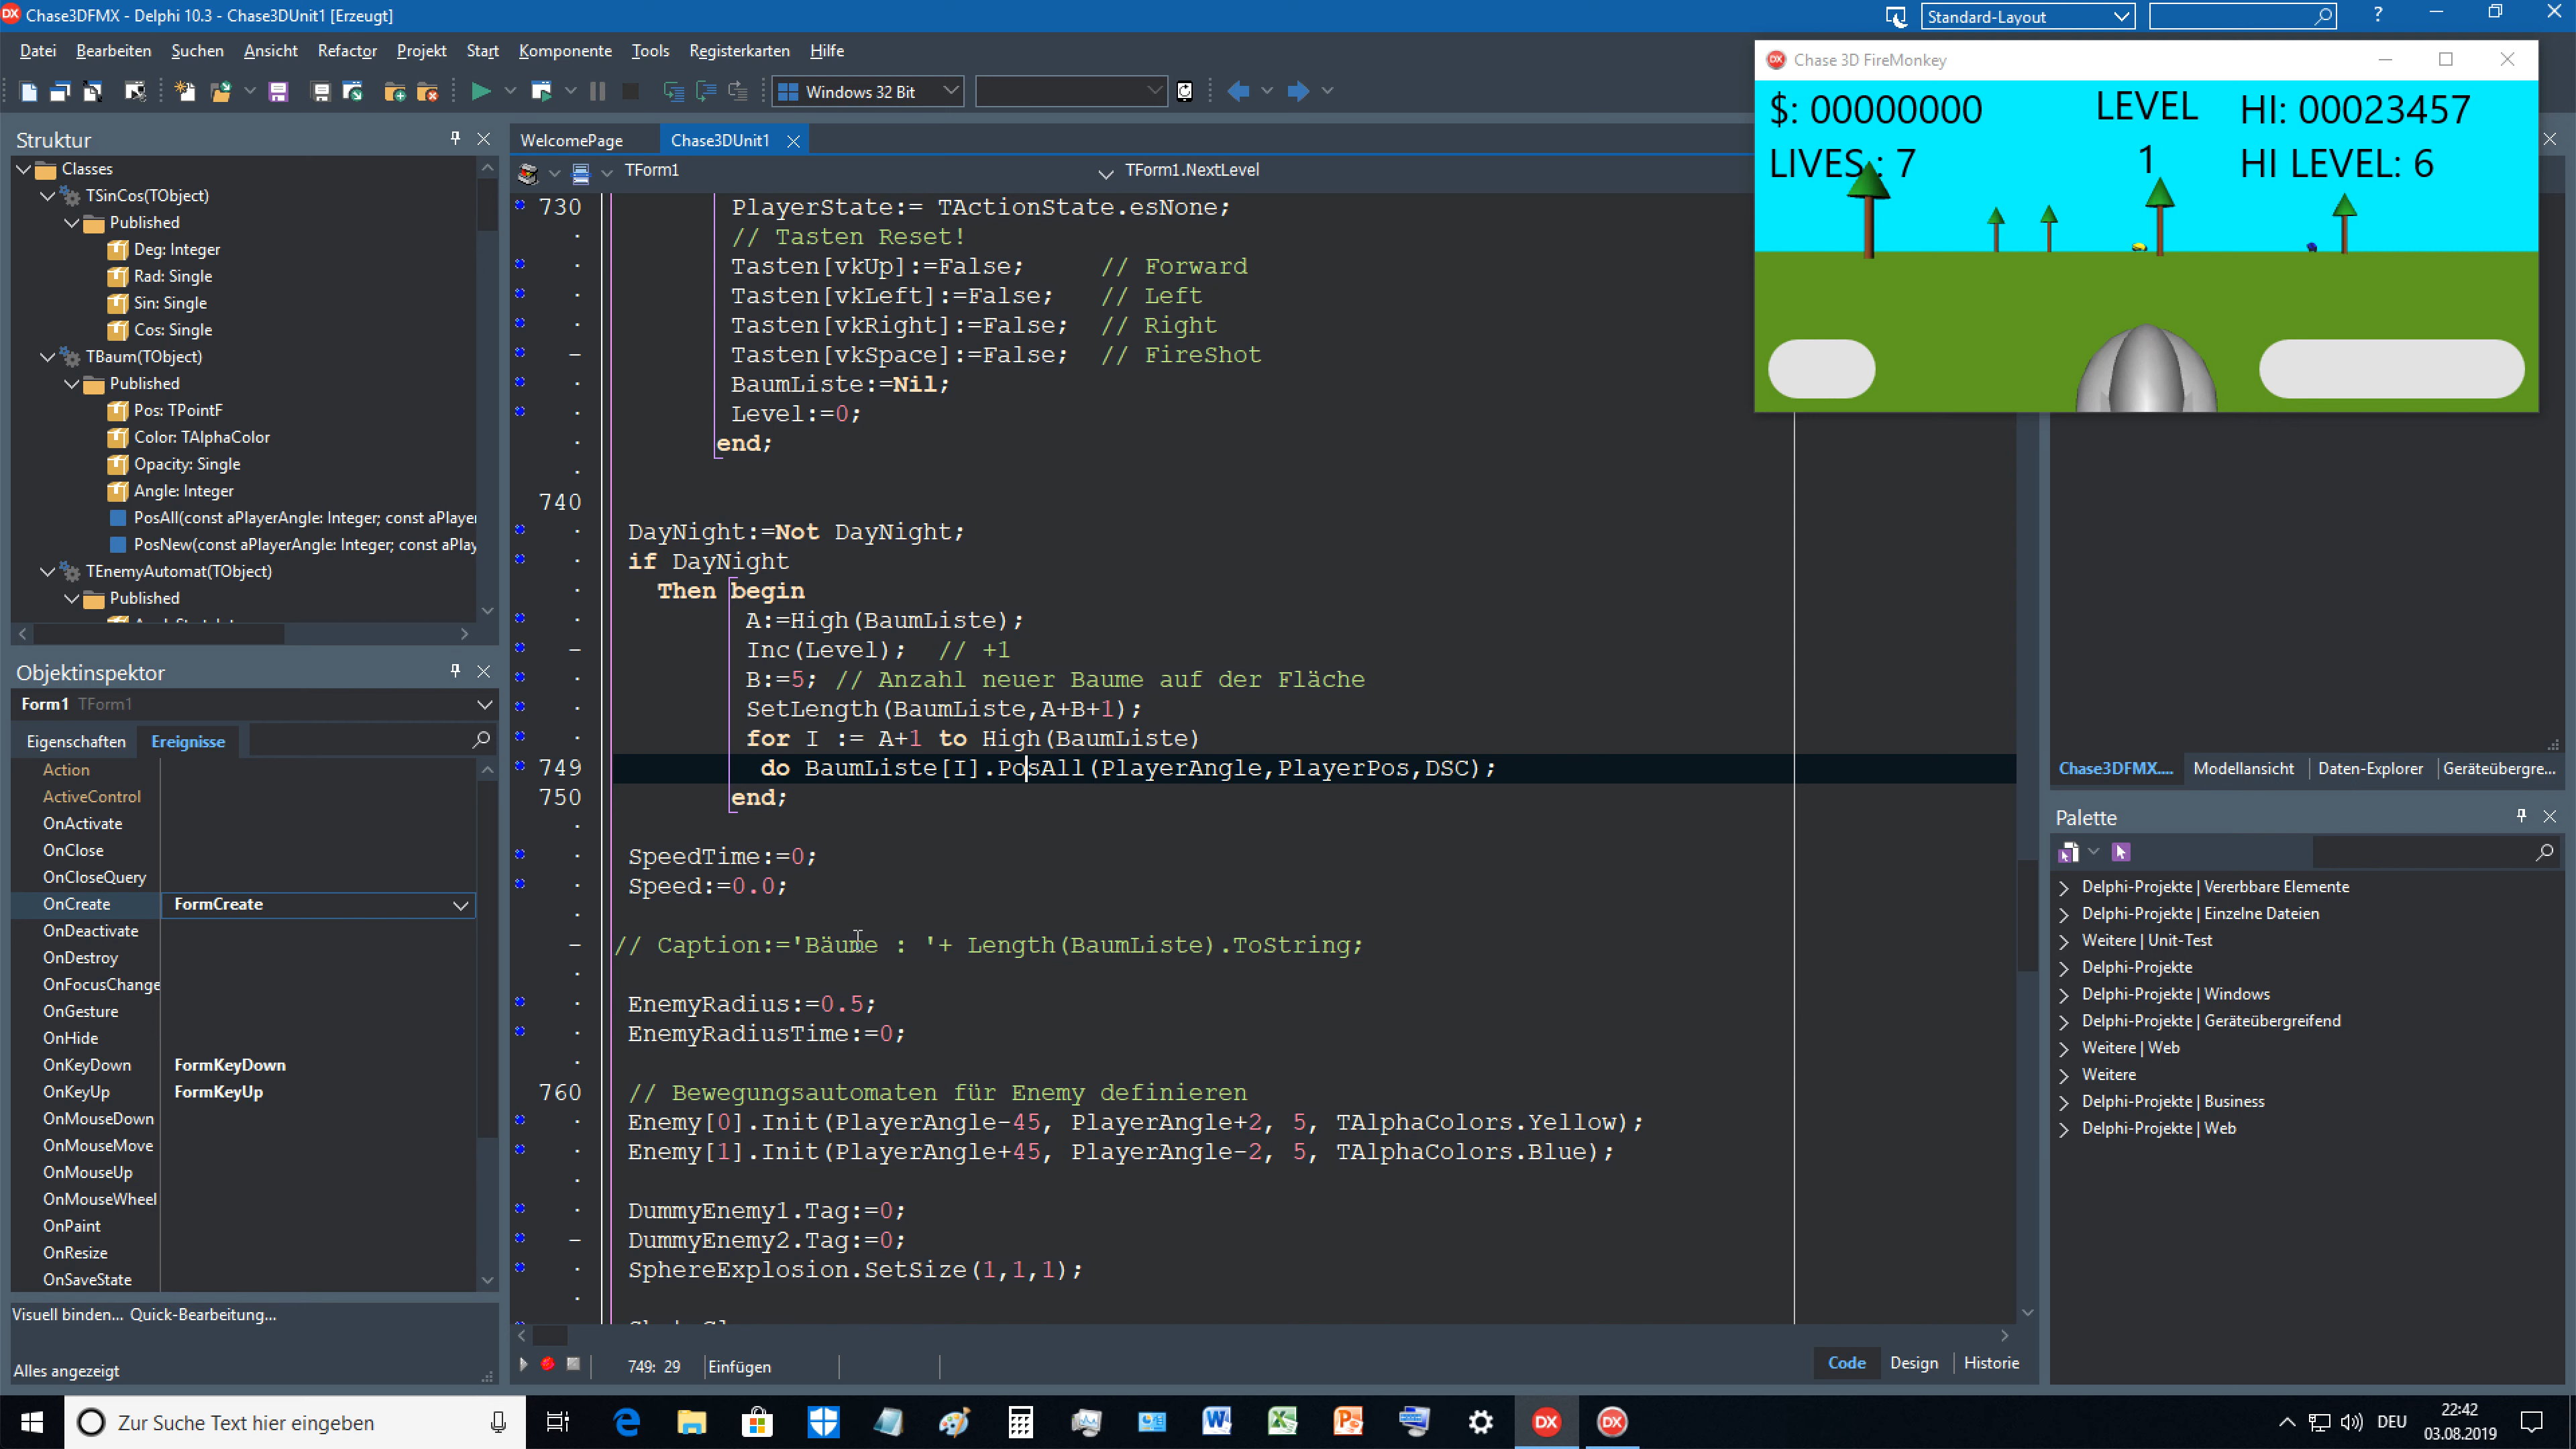 Chase3DFMX - Delphi 10.3 - Chase3DUnit1 [Erzeugt]
Standard-Layout
?
Datei Bearbeiten Suchen Ansicht Refactor Projekt Start Komponente Tools Registerkarten Hilfe
Windows 32 Bit
Chase 3D FireMonkey
$: 00000000 LEVEL HI: 00023457
LIVES : 7 1 HI LEVEL: 6
Struktur
Classes
TSinCos(TObject)
Published
Deg: Integer
Rad: Single
Sin: Single
Cos: Single
TBaum(TObject)
Published
Pos: TPointF
Color: TAlphaColor
Opacity: Single
Angle: Integer
PosAll(const aPlayerAngle: Integer; const aPlayer
PosNew(const aPlayerAngle: Integer; const aPlay
TEnemyAutomat(TObject)
Published
Objektinspektor
Form1 TForm1
Eigenschaften Ereignisse
Action
ActiveControl
OnActivate
OnClose
OnCloseQuery
OnCreate FormCreate
OnDeactivate
OnDestroy
OnFocusChange
OnGesture
OnHide
OnKeyDown FormKeyDown
OnKeyUp FormKeyUp
OnMouseDown
OnMouseMove
OnMouseUp
OnMouseWheel
OnPaint
OnResize
OnSaveState
Visuell binden... Quick-Bearbeitung...
Alles angezeigt
WelcomePage Chase3DUnit1
TForm1 TForm1.NextLevel
730 PlayerState:= TActionState.esNone;
// Tasten Reset!
Tasten[vkUp]:=False; // Forward
Tasten[vkLeft]:=False; // Left
Tasten[vkRight]:=False; // Right
Tasten[vkSpace]:=False; // FireShot
BaumListe:=Nil;
Level:=0;
end;
740
DayNight:=Not DayNight;
if DayNight
Then begin
A:=High(BaumListe);
Inc(Level); // +1
B:=5; // Anzahl neuer Baume auf der Fläche
SetLength(BaumListe,A+B+1);
for I := A+1 to High(BaumListe)
749 do BaumListe[I].PosAll(PlayerAngle,PlayerPos,DSC);
750 end;
SpeedTime:=0;
Speed:=0.0;
// Caption:='Bäume : '+ Length(BaumListe).ToString;
EnemyRadius:=0.5;
EnemyRadiusTime:=0;
760 // Bewegungsautomaten für Enemy definieren
Enemy[0].Init(PlayerAngle-45, PlayerAngle+2, 5, TAlphaColors.Yellow);
Enemy[1].Init(PlayerAngle+45, PlayerAngle-2, 5, TAlphaColors.Blue);
DummyEnemy1.Tag:=0;
DummyEnemy2.Tag:=0;
SphereExplosion.SetSize(1,1,1);
749: 29 Einfügen
Code Design Historie
Chase3DFMX.... Modellansicht Daten-Explorer Geräteübergre...
Palette
Delphi-Projekte | Vererbbare Elemente
Delphi-Projekte | Einzelne Dateien
Weitere | Unit-Test
Delphi-Projekte
Delphi-Projekte | Windows
Delphi-Projekte | Geräteübergreifend
Weitere | Web
Weitere
Delphi-Projekte | Business
Delphi-Projekte | Web
Zur Suche Text hier eingeben
DEU
22:42
03.08.2019